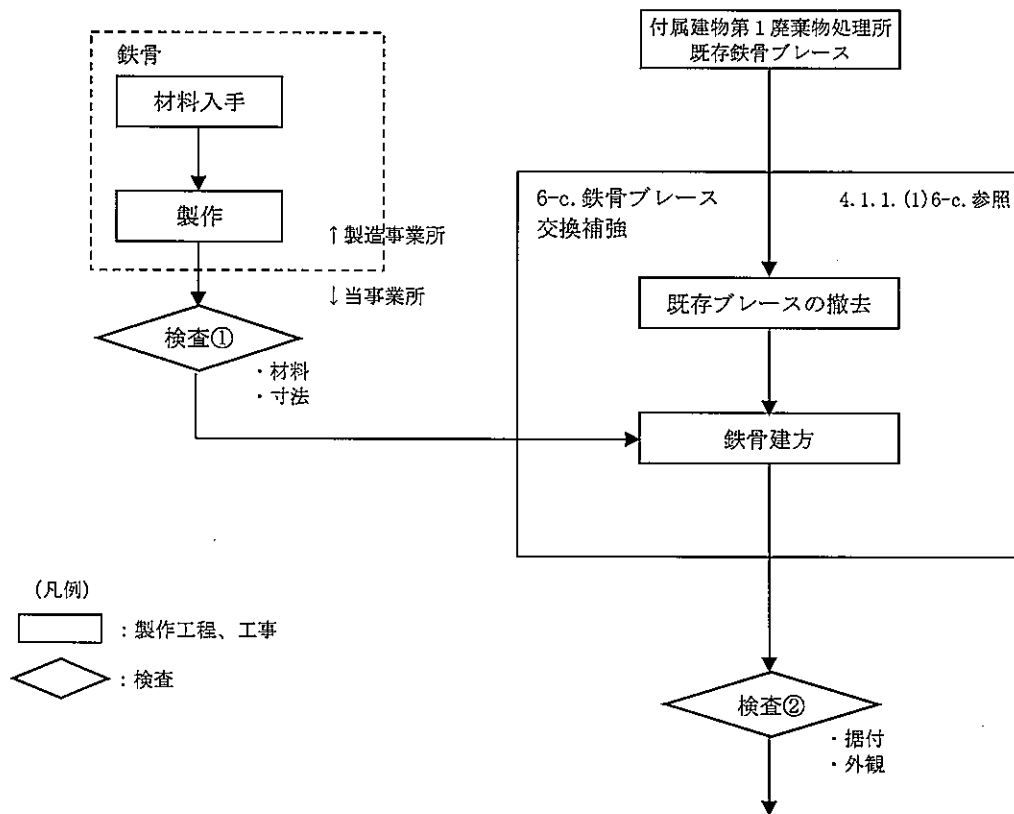 鉄骨
材料入手
製作
↑製造事業所
↓当事業所
検査①
・材料
・寸法
付属建物第1廃棄物処理所
既存鉄骨ブレース
6-c.鉄骨ブレース
交換補強
4.1.1.(1)6-c.参照
既存ブレースの撤去
鉄骨建方
検査②
・据付
・外観
(凡例)
：製作工程、工事
：検査